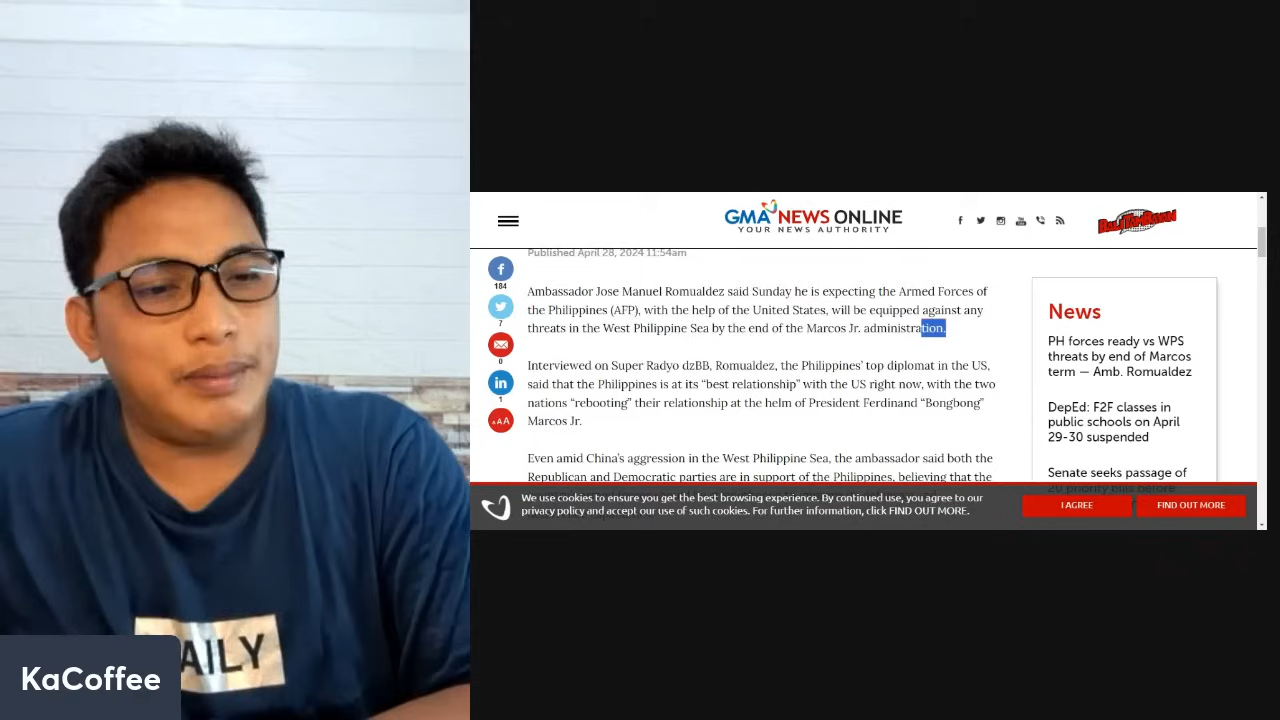 AILY
KaCoffee
GMA NEWS ONLINE
YOUR NEWS AUTHORITY
Published April 28, 2024 11:54am
184
7
0
1
AAA
Ambassador Jose Manuel Romualdez said Sunday he is expecting the Armed Forces of
the Philippines (AFP), with the help of the United States, will be equipped against any
threats in the West Philippine Sea by the end of the Marcos Jr. administration.
Interviewed on Super Radyo dzBB, Romualdez, the Philippines’ top diplomat in the US,
said that the Philippines is at its “best relationship” with the US right now, with the two
nations “rebooting” their relationship at the helm of President Ferdinand “Bongbong”
Marcos Jr.
Even amid China’s aggression in the West Philippine Sea, the ambassador said both the
Republican and Democratic parties are in support of the Philippines, believing that the
News
PH forces ready vs WPS
threats by end of Marcos
term — Amb. Romualdez
DepEd: F2F classes in
public schools on April
29-30 suspended
Senate seeks passage of
20 priority bills before
We use cookies to ensure you get the best browsing experience. By continued use, you agree to our
privacy policy and accept our use of such cookies. For further information, click FIND OUT MORE.
I AGREE
FIND OUT MORE